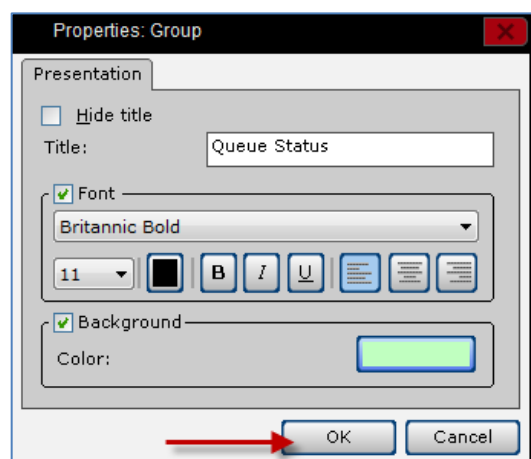 Properties: Group
Presentation
Hide title
Title: Queue Status
Font
Britannic Bold
11 B I U
Background
Color:
OK Cancel